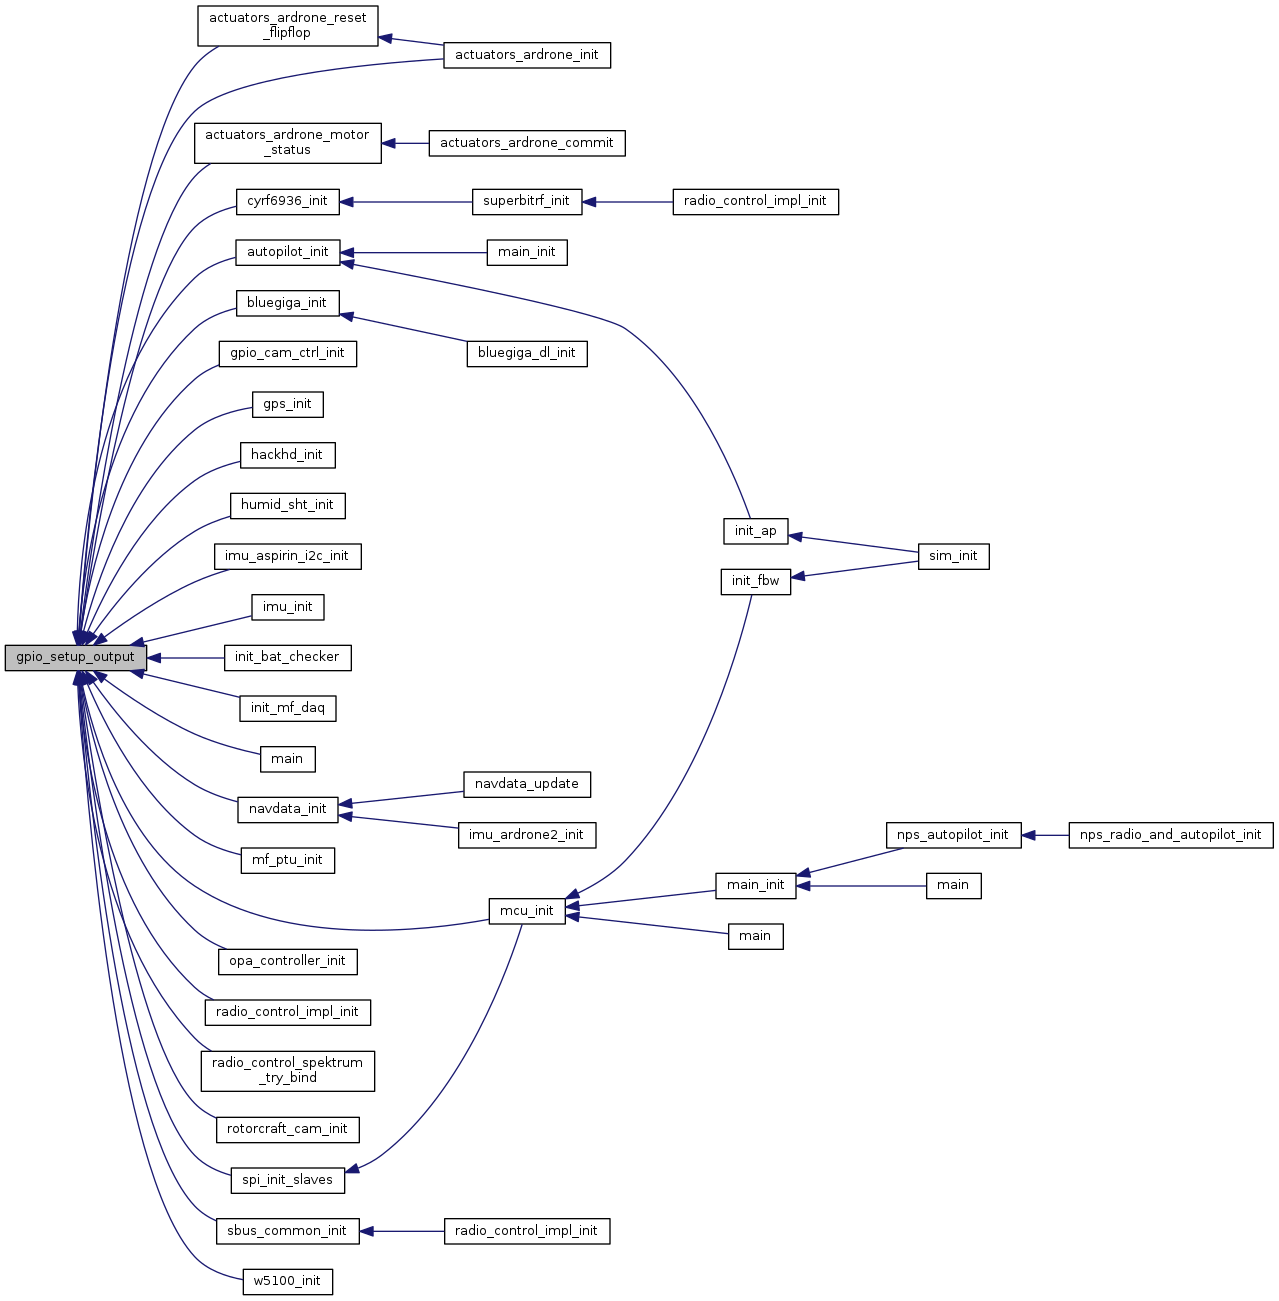 actuators_ardrone_reset
_flipflop
actuators_ardrone_init
actuators_ardrone_motor
_status
actuators_ardrone_commit
cyrf6936_init
superbitrf_init
radio_control_impl_init
autopilot_init
main_init
bluegiga_init
bluegiga_dl_init
gpio_cam_ctrl_init
gps_init
hackhd_init
humid_sht_init
init_ap
imu_aspirin_i2c_init
sim_init
init_fbw
imu_init
gpio_setup_output
init_bat_checker
init_mf_daq
main
navdata_init
navdata_update
imu_ardrone2_init
nps_autopilot_init
nps_radio_and_autopilot_init
mf_ptu_init
main_init
main
mcu_init
main
opa_controller_init
radio_control_impl_init
radio_control_spektrum
_try_bind
rotorcraft_cam_init
spi_init_slaves
sbus_common_init
radio_control_impl_init
w5100_init